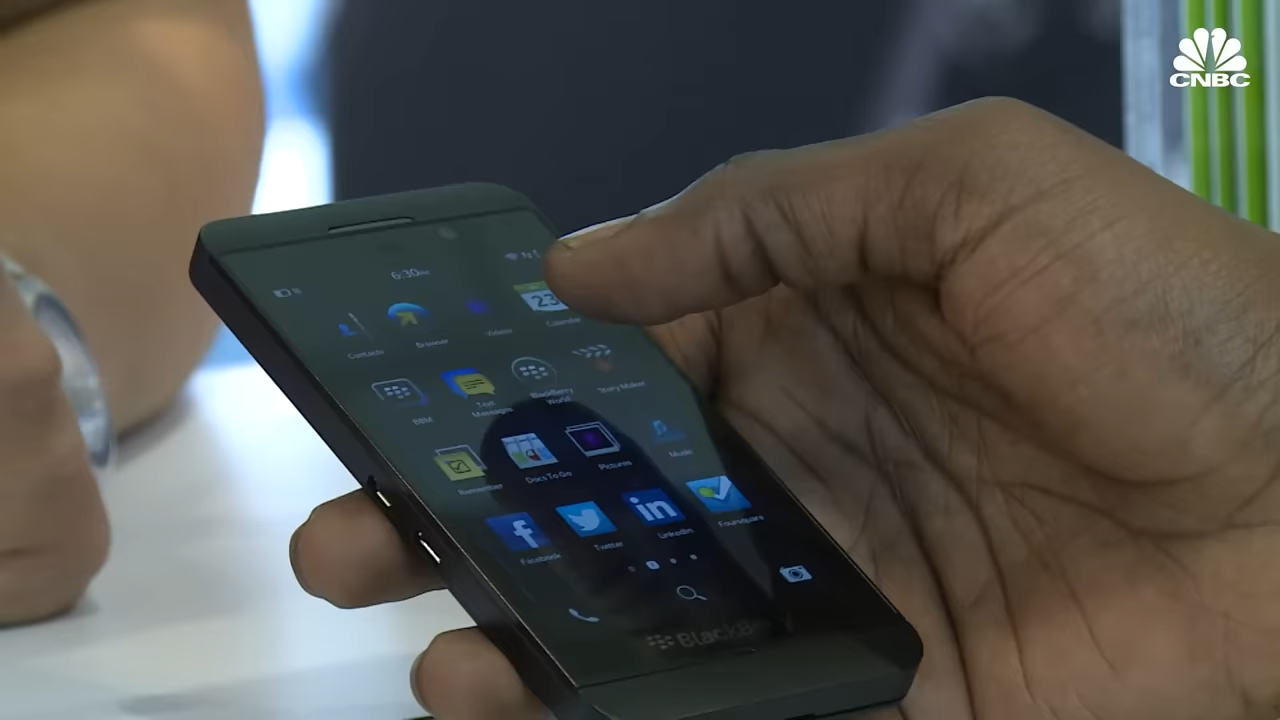 CNBC
6:30
23
Contacts
Browser
Videos
Calendar
BBM
Text
Messages
BlackBerry
World
Story Maker
Remember
Docs To Go
Pictures
Music
Facebook
Twitter
LinkedIn
Foursquare
BlackB